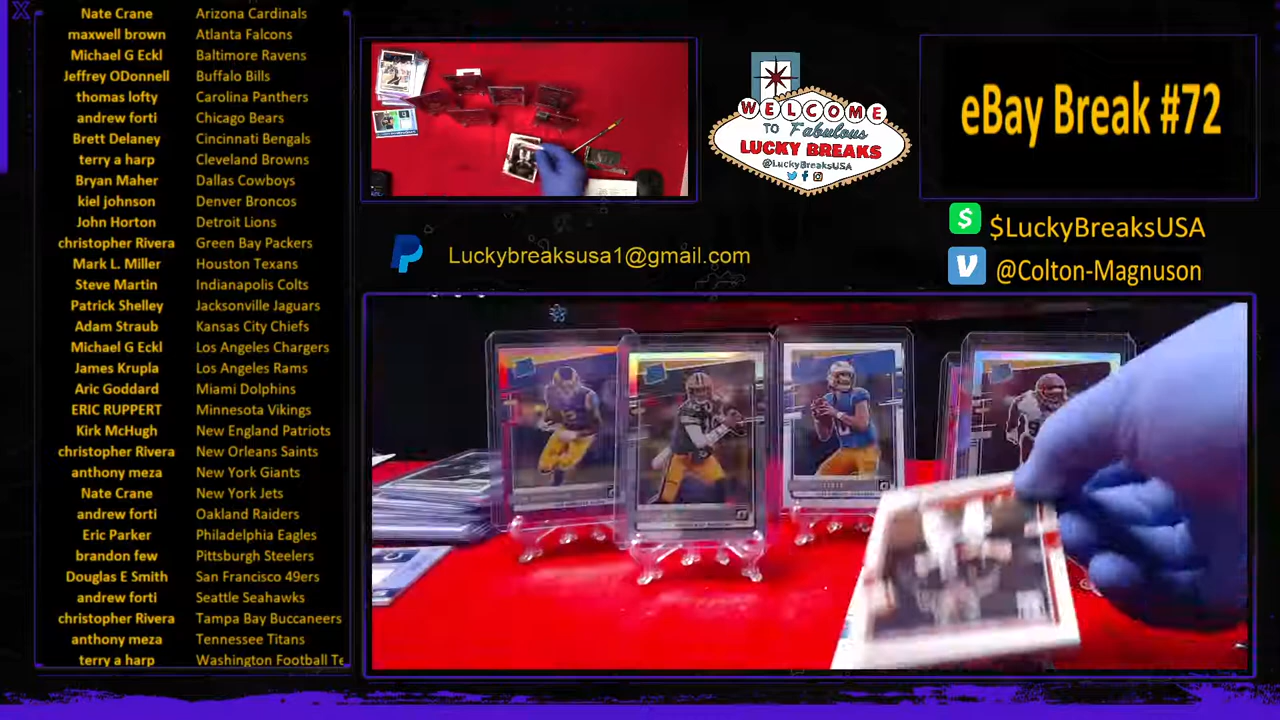 Nate Crane Arizona Cardinals
maxwell brown Atlanta Falcons
Michael G Eckl Baltimore Ravens
Jeffrey ODonnell Buffalo Bills
thomas lofty Carolina Panthers
andrew forti Chicago Bears
Brett Delaney Cincinnati Bengals
terry a harp Cleveland Browns
Bryan Maher Dallas Cowboys
kiel johnson Denver Broncos
John Horton Detroit Lions
christopher Rivera Green Bay Packers
Mark L. Miller Houston Texans
Steve Martin Indianapolis Colts
Patrick Shelley Jacksonville Jaguars
Adam Straub Kansas City Chiefs
Michael G Eckl Los Angeles Chargers
James Krupla Los Angeles Rams
Aric Goddard Miami Dolphins
ERIC RUPPERT Minnesota Vikings
Kirk McHugh New England Patriots
christopher Rivera New Orleans Saints
anthony meza New York Giants
Nate Crane New York Jets
andrew forti Oakland Raiders
Eric Parker Philadelphia Eagles
brandon few Pittsburgh Steelers
Douglas E Smith San Francisco 49ers
andrew forti Seattle Seahawks
christopher Rivera Tampa Bay Buccaneers
anthony meza Tennessee Titans
terry a harp Washington Football Te
WELCOME
TO Fabulous
LUCKY BREAKS
@LuckyBreaksUSA
eBay Break #72
$LuckyBreaksUSA
@Colton-Magnuson
Luckybreaksusa1@gmail.com